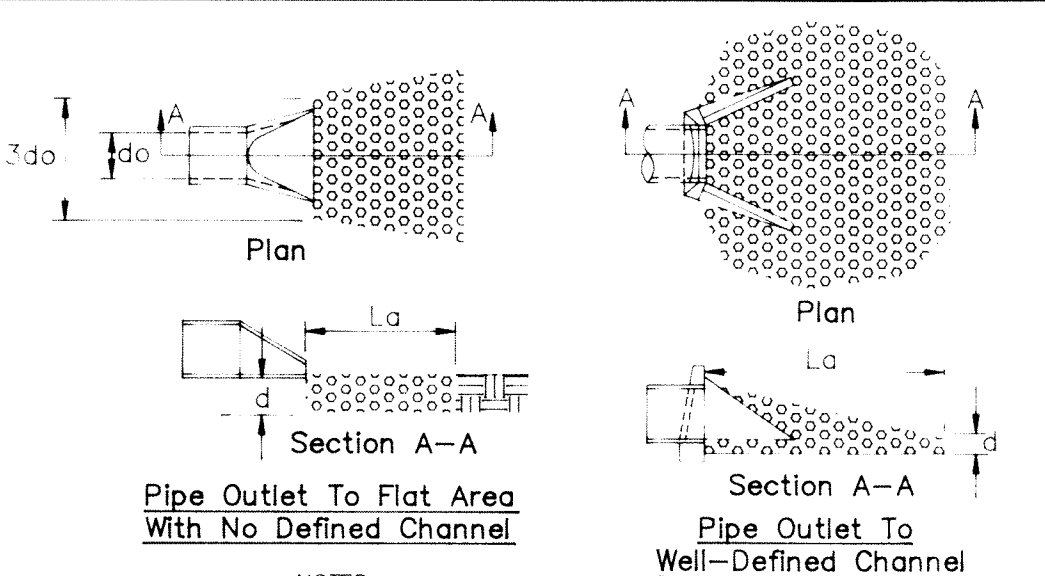 A
A
3do
do
Plan
La
d
Section A-A
Pipe Outlet To Flat Area
With No Defined Channel
A
A
Plan
La
d
Section A-A
Pipe Outlet To
Well-Defined Channel